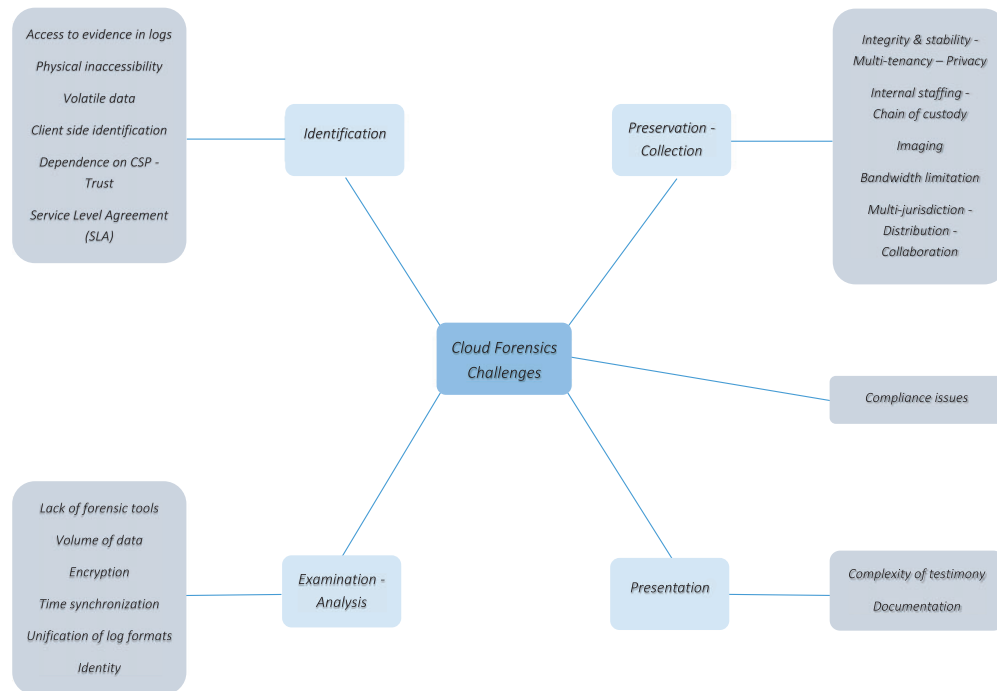 Access to evidence in logs
Physical inaccessibility
Volatile data
Client side identification
Dependence on CSP -
Trust
Service Level Agreement
(SLA)
Identification
Preservation -
Collection
Integrity & stability -
Multi-tenancy – Privacy
Internal staffing -
Chain of custody
Imaging
Bandwidth limitation
Multi-jurisdiction -
Distribution -
Collaboration
Cloud Forensics
Challenges
Compliance issues
Lack of forensic tools
Volume of data
Encryption
Time synchronization
Unification of log formats
Identity
Examination -
Analysis
Presentation
Complexity of testimony
Documentation